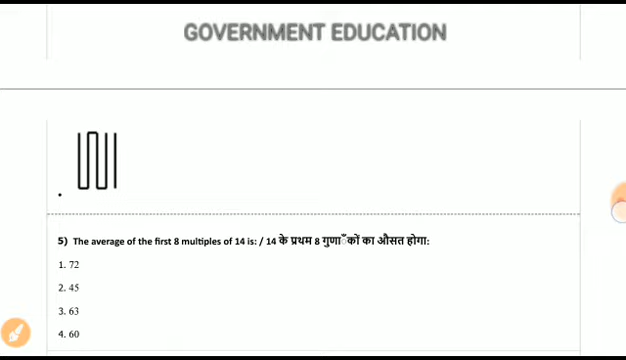 GOVERNMENT EDUCATION
5) The average of the first 8 multiples of 14 is: / 14 के प्रथम 8 गुणाँकों का औसत होगा:
1. 72
2. 45
3. 63
4. 60